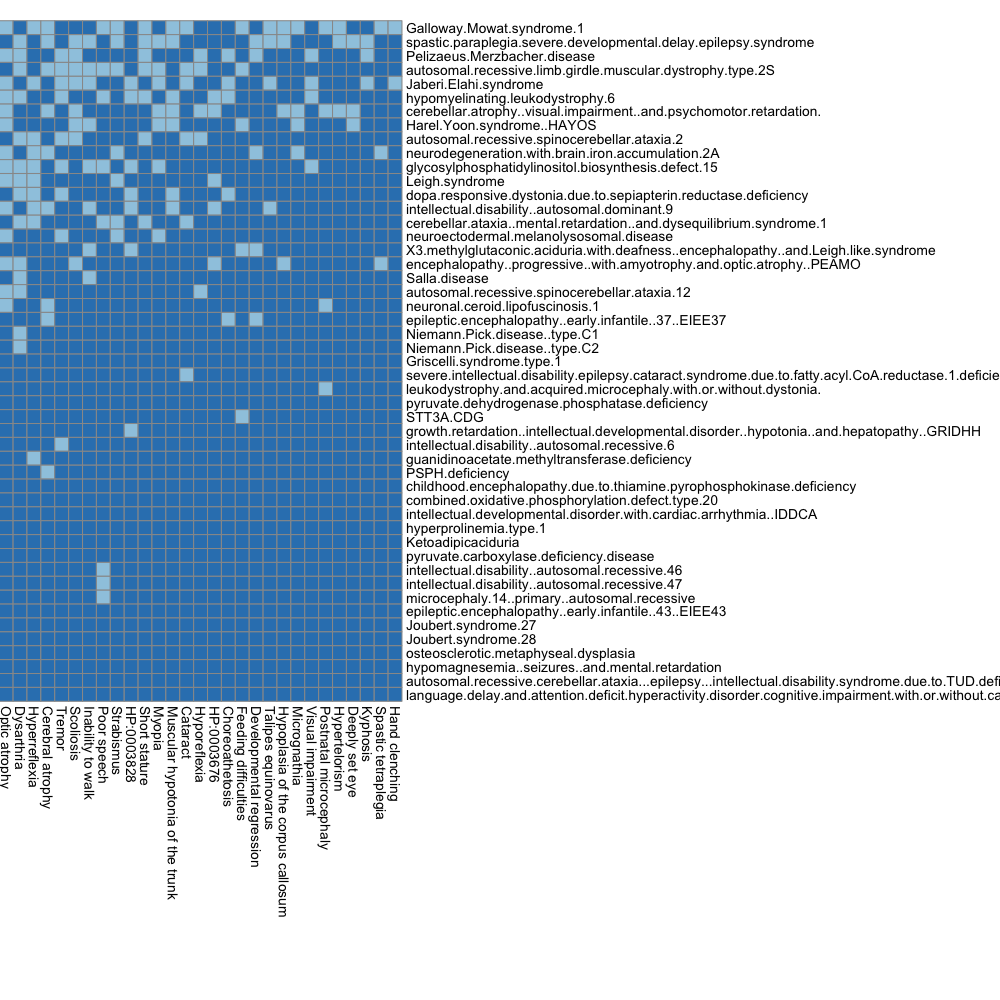 Galloway.Mowat.syndrome.1
spastic.paraplegia.severe.developmental.delay.epilepsy.syndrome
Pelizaeus.Merzbacher.disease
autosomal.recessive.limb.girdle.muscular.dystrophy.type.2S
Jaberi.Elahi.syndrome
hypomyelinating.leukodystrophy.6
cerebellar.atrophy..visual.impairment..and.psychomotor.retardation.
Harel.Yoon.syndrome..HAYOS
autosomal.recessive.spinocerebellar.ataxia.2
neurodegeneration.with.brain.iron.accumulation.2A
glycosylphosphatidylinositol.biosynthesis.defect.15
Leigh.syndrome
dopa.responsive.dystonia.due.to.sepiapterin.reductase.deficiency
intellectual.disability..autosomal.dominant.9
cerebellar.ataxia..mental.retardation..and.dysequilibrium.syndrome.1
neuroectodermal.melanolysosomal.disease
X3.methylglutaconic.aciduria.with.deafness..encephalopathy..and.Leigh.like.syndrome
encephalopathy..progressive..with.amyotrophy.and.optic.atrophy..PEAMO
Salla.disease
autosomal.recessive.spinocerebellar.ataxia.12
neuronal.ceroid.lipofuscinosis.1
epileptic.encephalopathy..early.infantile..37..EIEE37
Niemann.Pick.disease..type.C1
Niemann.Pick.disease..type.C2
Griscelli.syndrome.type.1
severe.intellectual.disability.epilepsy.cataract.syndrome.due.to.fatty.acyl.CoA.reductase.1.deficie
leukodystrophy.and.acquired.microcephaly.with.or.without.dystonia.
pyruvate.dehydrogenase.phosphatase.deficiency
STT3A.CDG
growth.retardation..intellectual.developmental.disorder..hypotonia..and.hepatopathy..GRIDHH
intellectual.disability..autosomal.recessive.6
guanidinoacetate.methyltransferase.deficiency
PSPH.deficiency
childhood.encephalopathy.due.to.thiamine.pyrophosphokinase.deficiency
combined.oxidative.phosphorylation.defect.type.20
intellectual.developmental.disorder.with.cardiac.arrhythmia..IDDCA
hyperprolinemia.type.1
Ketoadipicaciduria
pyruvate.carboxylase.deficiency.disease
intellectual.disability..autosomal.recessive.46
intellectual.disability..autosomal.recessive.47
microcephaly.14..primary..autosomal.recessive
epileptic.encephalopathy..early.infantile..43..EIEE43
Joubert.syndrome.27
Joubert.syndrome.28
osteosclerotic.metaphyseal.dysplasia
hypomagnesemia..seizures..and.mental.retardation
autosomal.recessive.cerebellar.ataxia...epilepsy...intellectual.disability.syndrome.due.to.TUD.defi
language.delay.and.attention.deficit.hyperactivity.disorder.cognitive.impairment.with.or.without.ca
Optic atrophy
Dysarthria
Hyperreflexia
Cerebral atrophy
Tremor
Scoliosis
Inability to walk
Poor speech
Strabismus
HP:0003828
Short stature
Myopia
Muscular hypotonia of the trunk
Cataract
Hyporeflexia
HP:0003676
Choreoathetosis
Feeding difficulties
Developmental regression
Talipes equinovarus
Hypoplasia of the corpus callosum
Micrognathia
Visual impairment
Postnatal microcephaly
Hypertelorism
Deeply set eye
Kyphosis
Spastic tetraplegia
Hand clenching